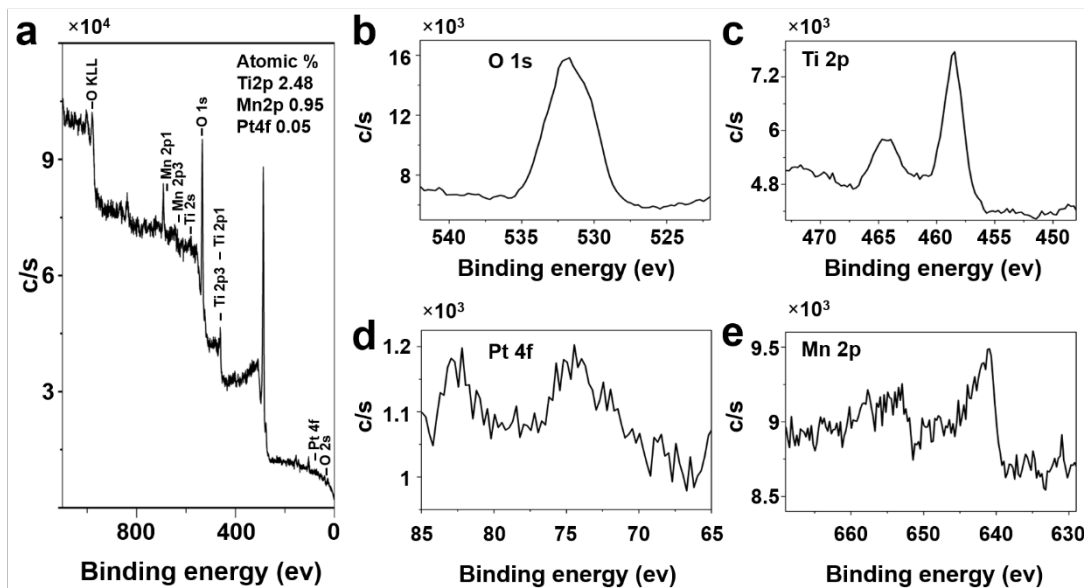 a
×10⁴
Atomic %
Ti2p 2.48
Mn2p 0.95
Pt4f 0.05
O KLL
Mn 2p1
Mn 2p3
Ti 2s
O 1s
Ti 2p1
Ti 2p3
Pt 4f
O 2s
9
6
3
c/s
800
400
0
Binding energy (ev)
b
×10³
O 1s
16
14
12
10
8
c/s
540
535
530
525
Binding energy (ev)
c
×10³
Ti 2p
7.2
6
4.8
c/s
470
465
460
455
450
Binding energy (ev)
d
×10³
Pt 4f
1.2
1.1
1
c/s
85
80
75
70
65
Binding energy (ev)
e
×10³
Mn 2p
9.5
9
8.5
c/s
660
650
640
630
Binding energy (ev)